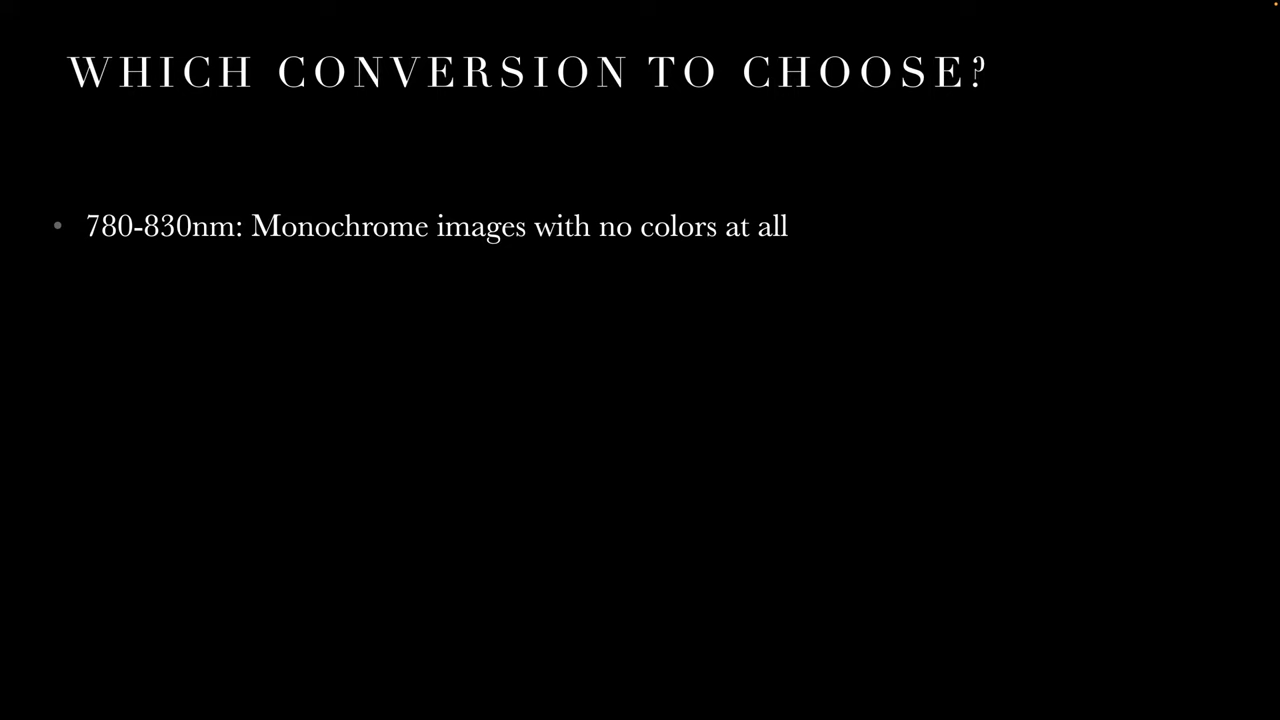 WHICH CONVERSION TO CHOOSE?
• 780-830nm: Monochrome images with no colors at all